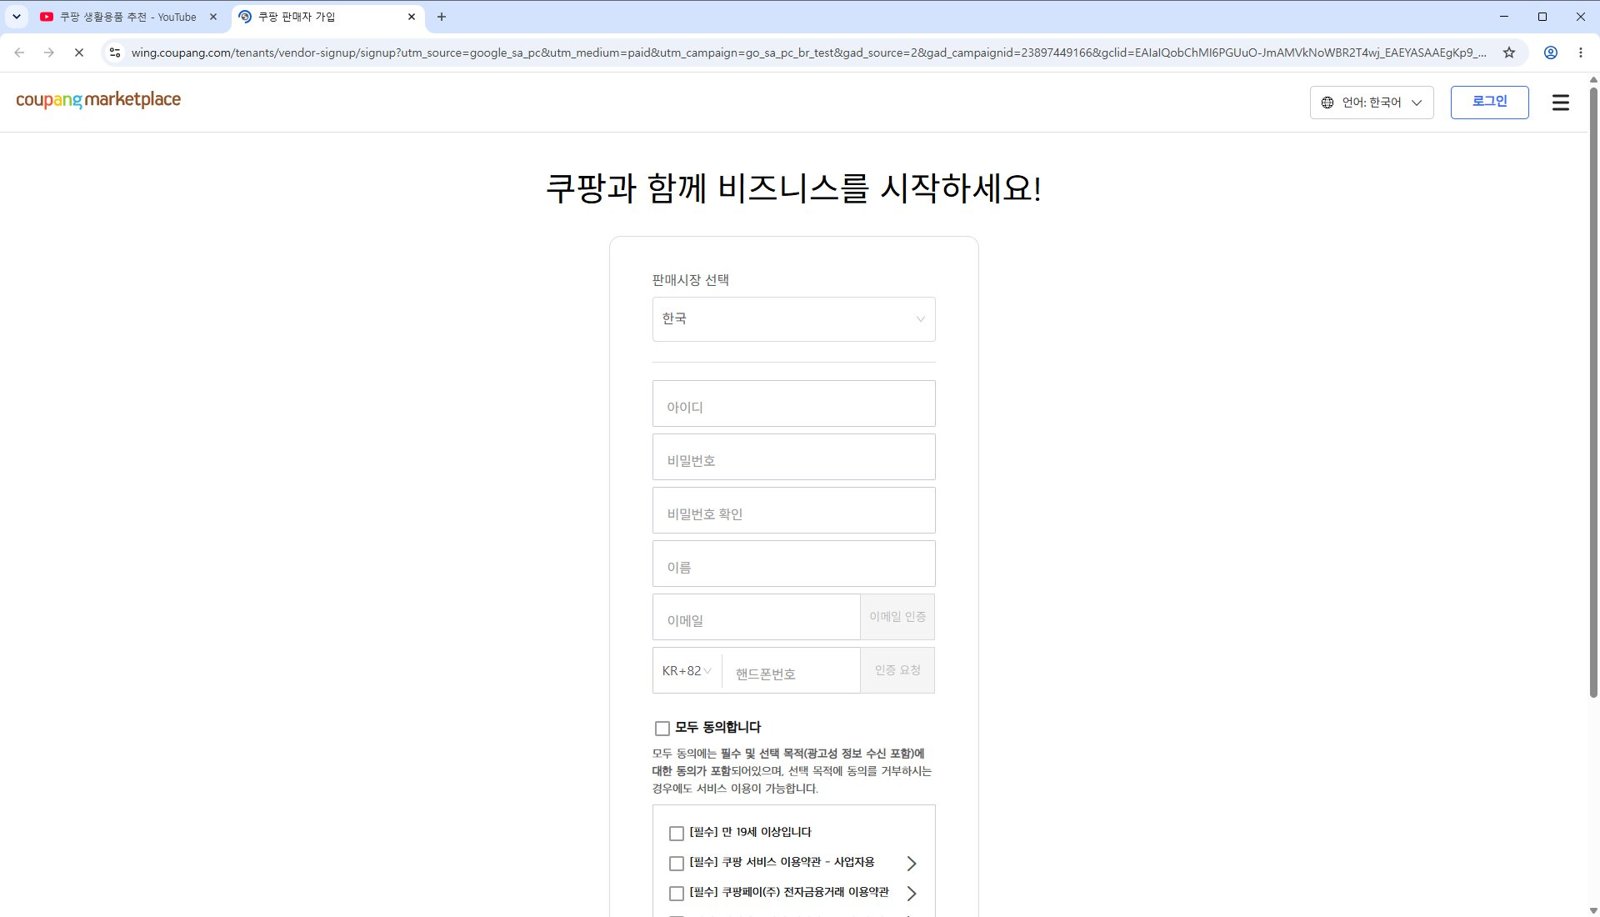 쿠팡 생활용품 추천 - YouTube
쿠팡 판매자 가입
wing.coupang.com/tenants/vendor-signup/signup?utm_source=google_sa_pc&utm_medium=paid&utm_campaign=go_sa_pc_br_test&gad_source=2&gad_campaignid=23897449166&gclid=EAIaIQobChMI6PGUuO-JmAMVkNoWBR2T4wj_EAEYASAAEgKp9_...
coupang marketplace
언어: 한국어
로그인
쿠팡과 함께 비즈니스를 시작하세요!
판매시장 선택
한국
아이디
비밀번호
비밀번호 확인
이름
이메일
이메일 인증
KR+82
핸드폰번호
인증 요청
모두 동의합니다
모두 동의에는 필수 및 선택 목적(광고성 정보 수신 포함)에
대한 동의가 포함되어있으며, 선택 목적에 동의를 거부하시는
경우에도 서비스 이용이 가능합니다.
[필수] 만 19세 이상입니다
[필수] 쿠팡 서비스 이용약관 - 사업자용
[필수] 쿠팡페이(주) 전자금융거래 이용약관